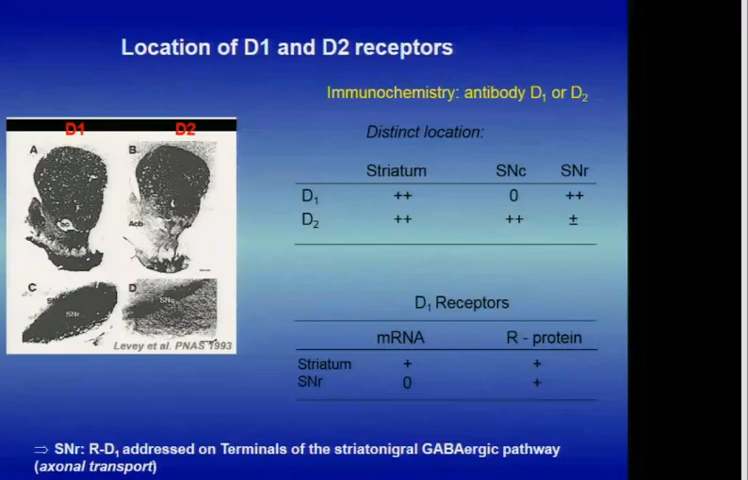 Location of D1 and D2 receptors
Immunochemistry: antibody D₁ or D₂
Distinct location:
Striatum SNc SNr
D₁ ++ 0 ++
D₂ ++ ++ ±
D1 D2
A B
Acb
C D
SNr SNc
Levey et al. PNAS 1993
D₁ Receptors
mRNA R - protein
Striatum + +
SNr 0 +
⇒ SNr: R-D₁ addressed on Terminals of the striatonigral GABAergic pathway
(axonal transport)